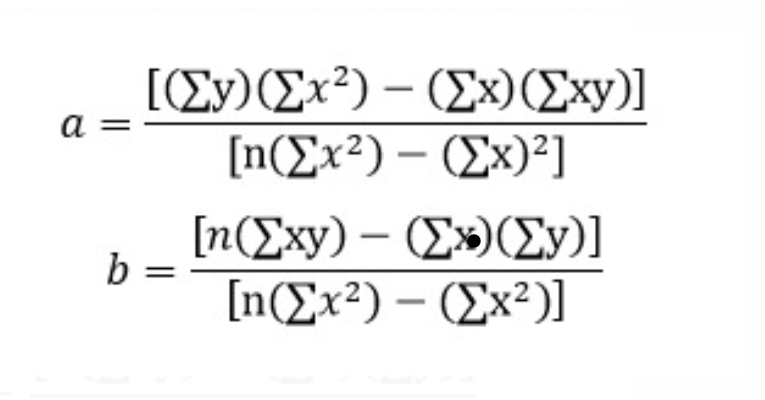 a = [(∑y)(∑x²) − (∑x)(∑xy)] / [n(∑x²) − (∑x)²]
b = [n(∑xy) − (∑x)(∑y)] / [n(∑x²) − (∑x²)]